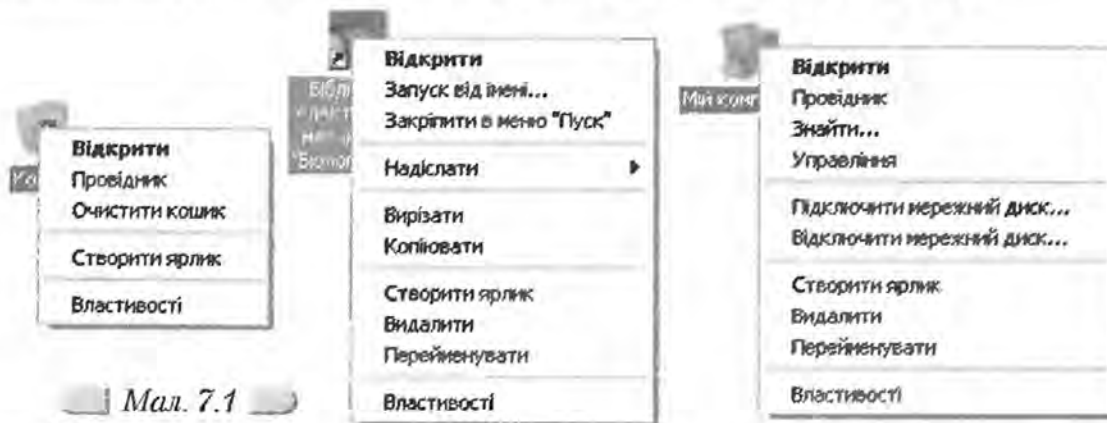 Відкрити
Провідник
Очистити кошик
Створити ярлик
Властивості
Мал. 7.1
Відкрити
Запуск від імені...
Закріпити в меню "Пуск"
Надіслати
Вирізати
Копіювати
Створити ярлик
Видалити
Перейменувати
Властивості
Мій комп
Відкрити
Провідник
Знайти...
Управління
Підключити мережний диск...
Відключити мережний диск...
Створити ярлик
Видалити
Перейменувати
Властивості